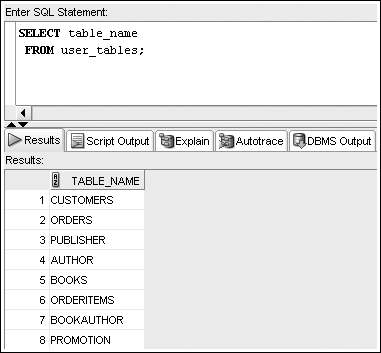 Enter SQL Statement:
SELECT table_name
FROM user_tables;
Results Script Output Explain Autotrace DBMS Output
Results:
TABLE_NAME
1 CUSTOMERS
2 ORDERS
3 PUBLISHER
4 AUTHOR
5 BOOKS
6 ORDERITEMS
7 BOOKAUTHOR
8 PROMOTION